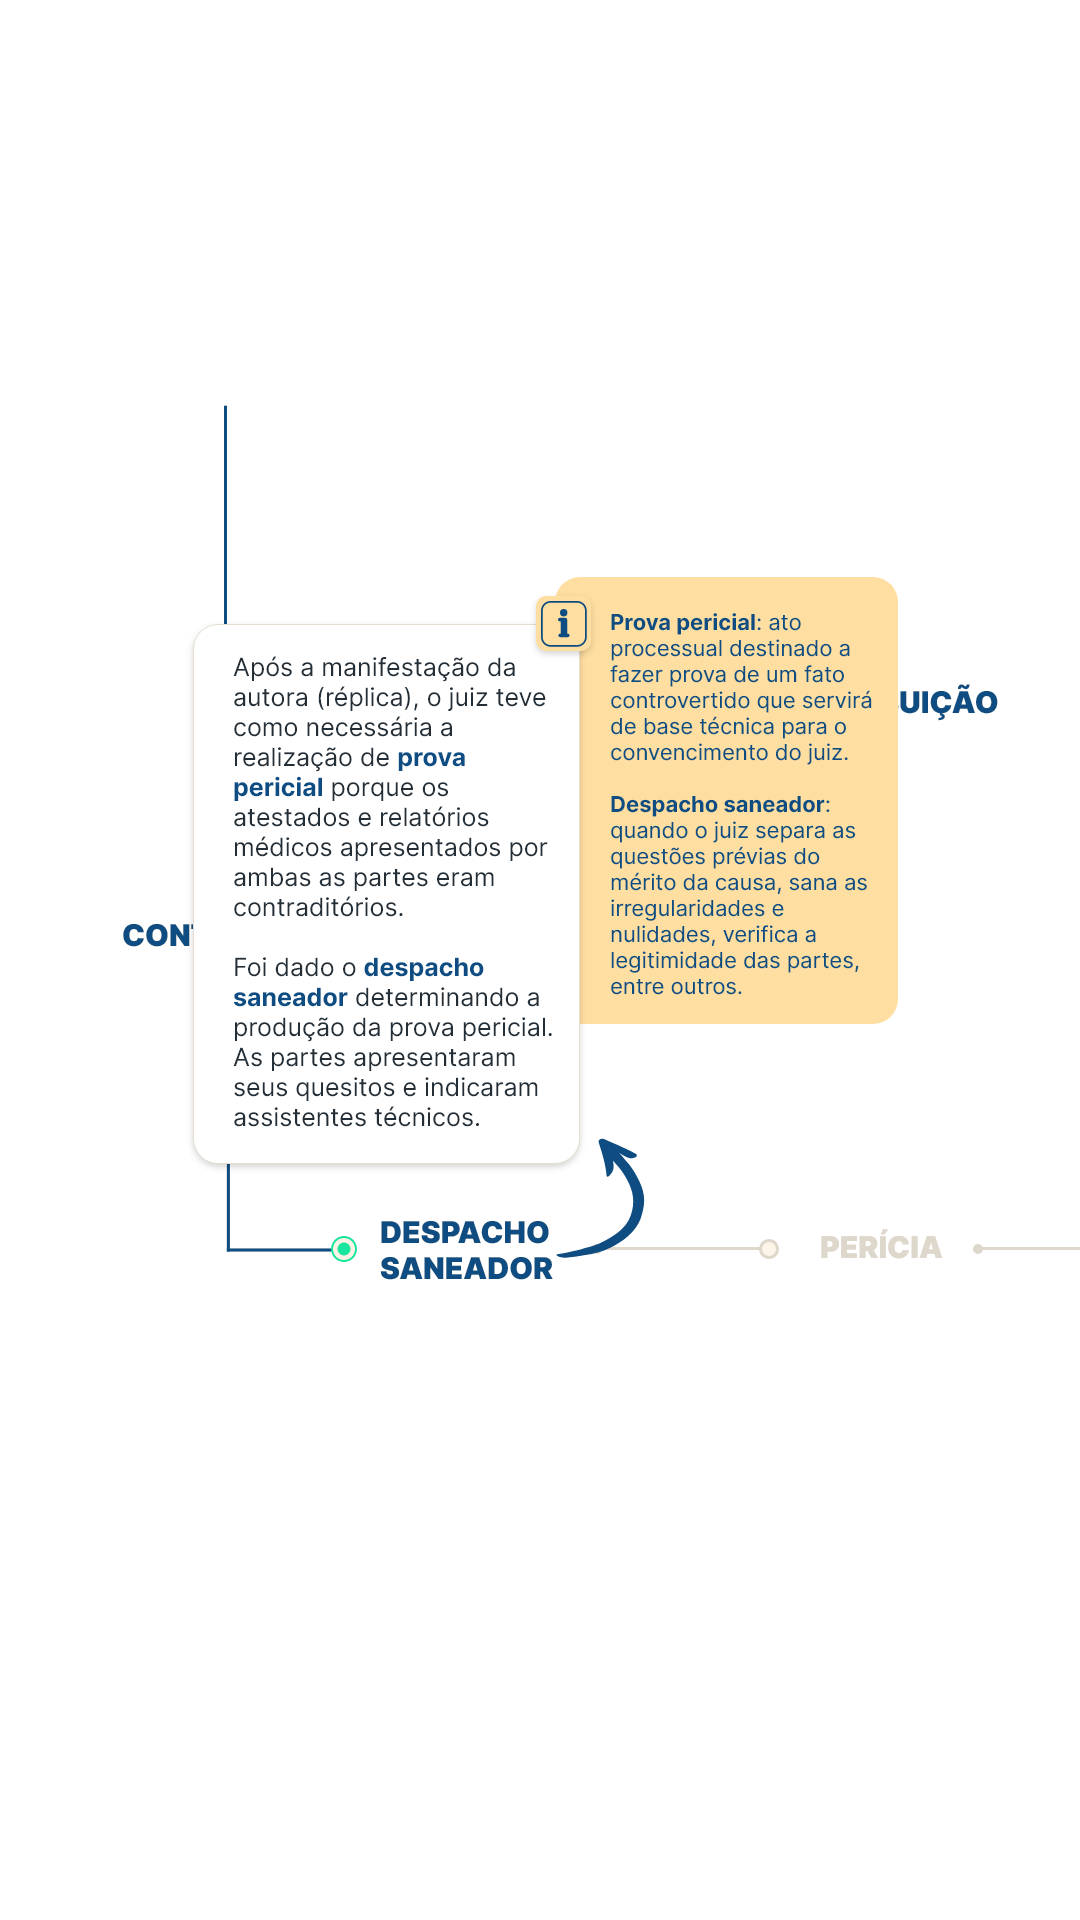 Após a manifestação da
autora (réplica), o juiz teve
como necessária a
realização de prova
pericial porque os
atestados e relatórios
médicos apresentados por
ambas as partes eram
contraditórios.
Foi dado o despacho
saneador determinando a
produção da prova pericial.
As partes apresentaram
seus quesitos e indicaram
assistentes técnicos.
i
Prova pericial: ato
processual destinado a
fazer prova de um fato
controvertido que servirá
de base técnica para o
convencimento do juiz.
Despacho saneador:
quando o juiz separa as
questões prévias do
mérito da causa, sana as
irregularidades e
nulidades, verifica a
legitimidade das partes,
entre outros.
UIÇÃO
CON
DESPACHO
SANEADOR
PERÍCIA